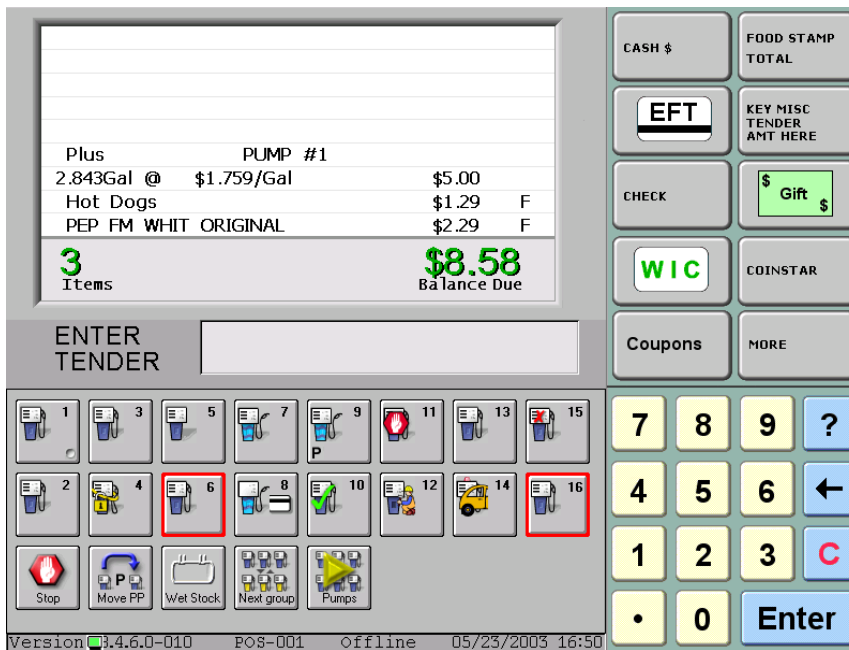 Plus PUMP #1
2.843Gal @ $1.759/Gal $5.00
Hot Dogs $1.29 F
PEP FM WHIT ORIGINAL $2.29 F
3 $8.58
Items Balance Due
ENTER
TENDER
CASH $
FOOD STAMP
TOTAL
EFT
KEY MISC
TENDER
AMT HERE
CHECK
$ Gift $
WIC
COINSTAR
Coupons
MORE
1 3 5 7 9 11 13 15
P
2 4 6 8 10 12 14 16
P
Stop Move PP Wet Stock Next group Pumps
7 8 9 ?
4 5 6 ←
1 2 3 C
. 0 Enter
Version 3.4.6.0-010 POS-001 Offline 05/23/2003 16:50